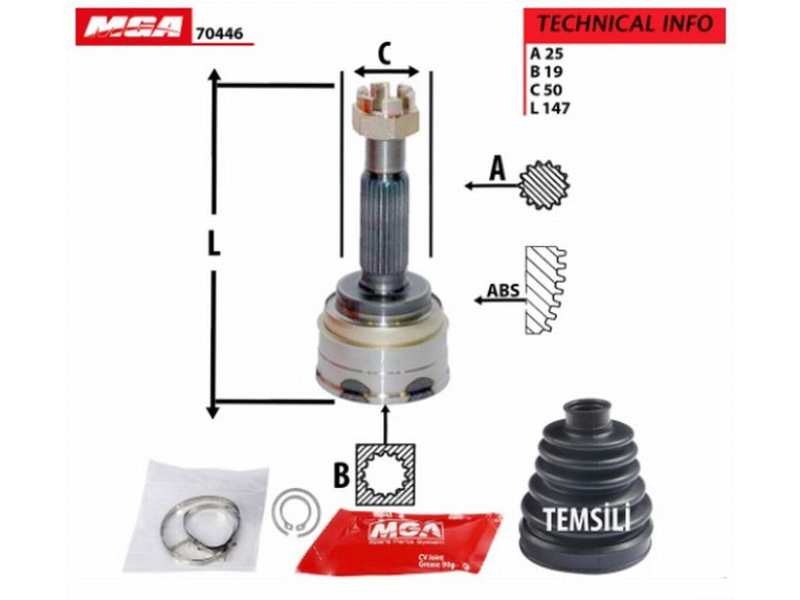 MGA 70446
TECHNICAL INFO
A 25
B 19
C 50
L 147
C
A
L
ABS
B
TEMSİLİ
MGA
Spare Parts System
CV Joint
Grease 90g